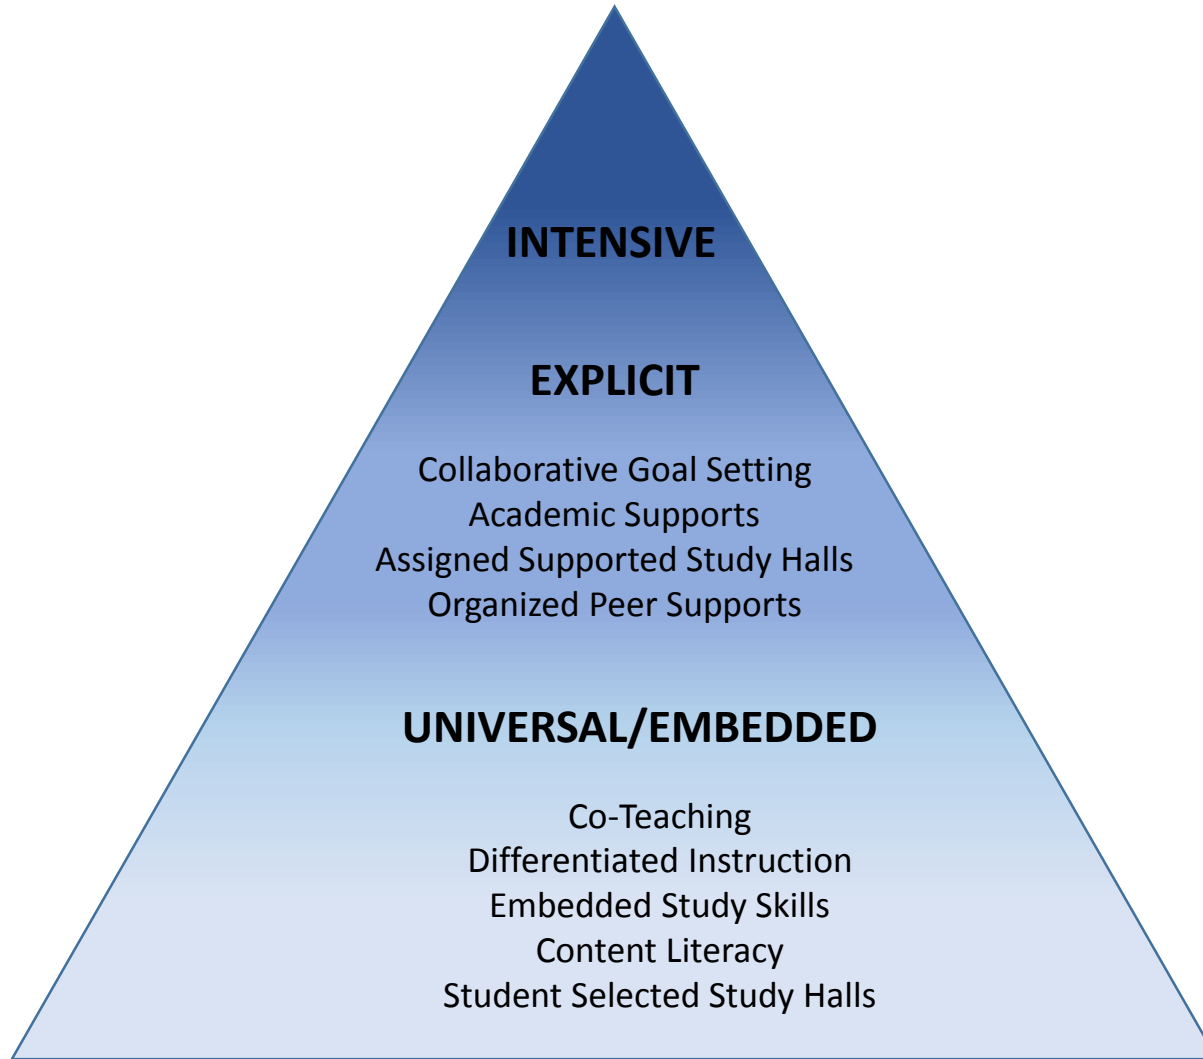 INTENSIVE
EXPLICIT
Collaborative Goal Setting
Academic Supports
Assigned Supported Study Halls
Organized Peer Supports
UNIVERSAL/EMBEDDED
Co-Teaching
Differentiated Instruction
Embedded Study Skills
Content Literacy
Student Selected Study Halls